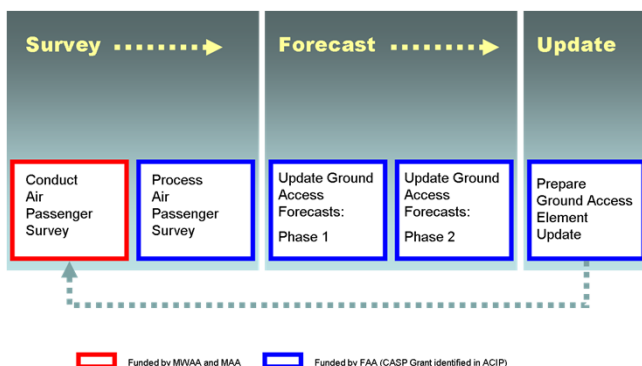 Survey
Forecast
Update
Conduct
Air
Passenger
Survey
Process
Air
Passenger
Survey
Update Ground
Access
Forecasts:
Phase 1
Update Ground
Access
Forecasts:
Phase 2
Prepare
Ground Access
Element
Update
Funded by MWAA and MAA
Funded by FAA (CASP Grant identified in ACIP)